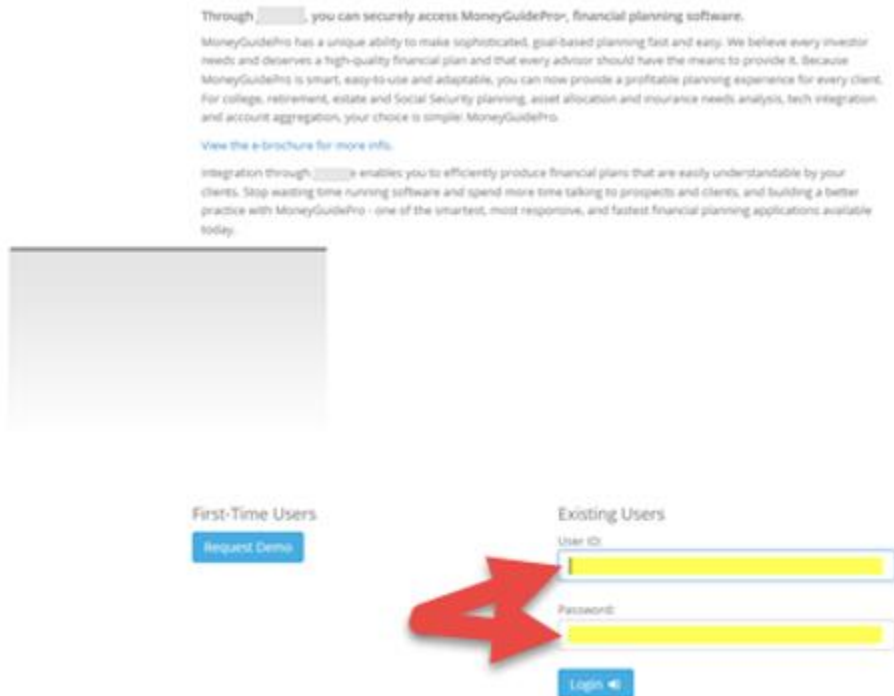 Through , you can securely access MoneyGuidePro®, financial planning software.
MoneyGuidePro has a unique ability to make sophisticated, goal-based planning fast and easy. We believe every investor
needs and deserves a high-quality financial plan and that every advisor should have the means to provide it. Because
MoneyGuidePro is smart, easy-to-use and adaptable, you can now provide a profitable planning experience for every client.
For college, retirement, estate and Social Security planning, asset allocation and insurance needs analysis, tech integration
and account aggregation, your choice is simple: MoneyGuidePro.
View the e-brochure for more info.
Integration through e enables you to efficiently produce financial plans that are easily understandable by your
clients. Stop wasting time running software and spend more time talking to prospects and clients, and building a better
practice with MoneyGuidePro - one of the smartest, most responsive, and fastest financial planning applications available
today.
First-Time Users
Request Demo
Existing Users
User ID:
Password:
Login